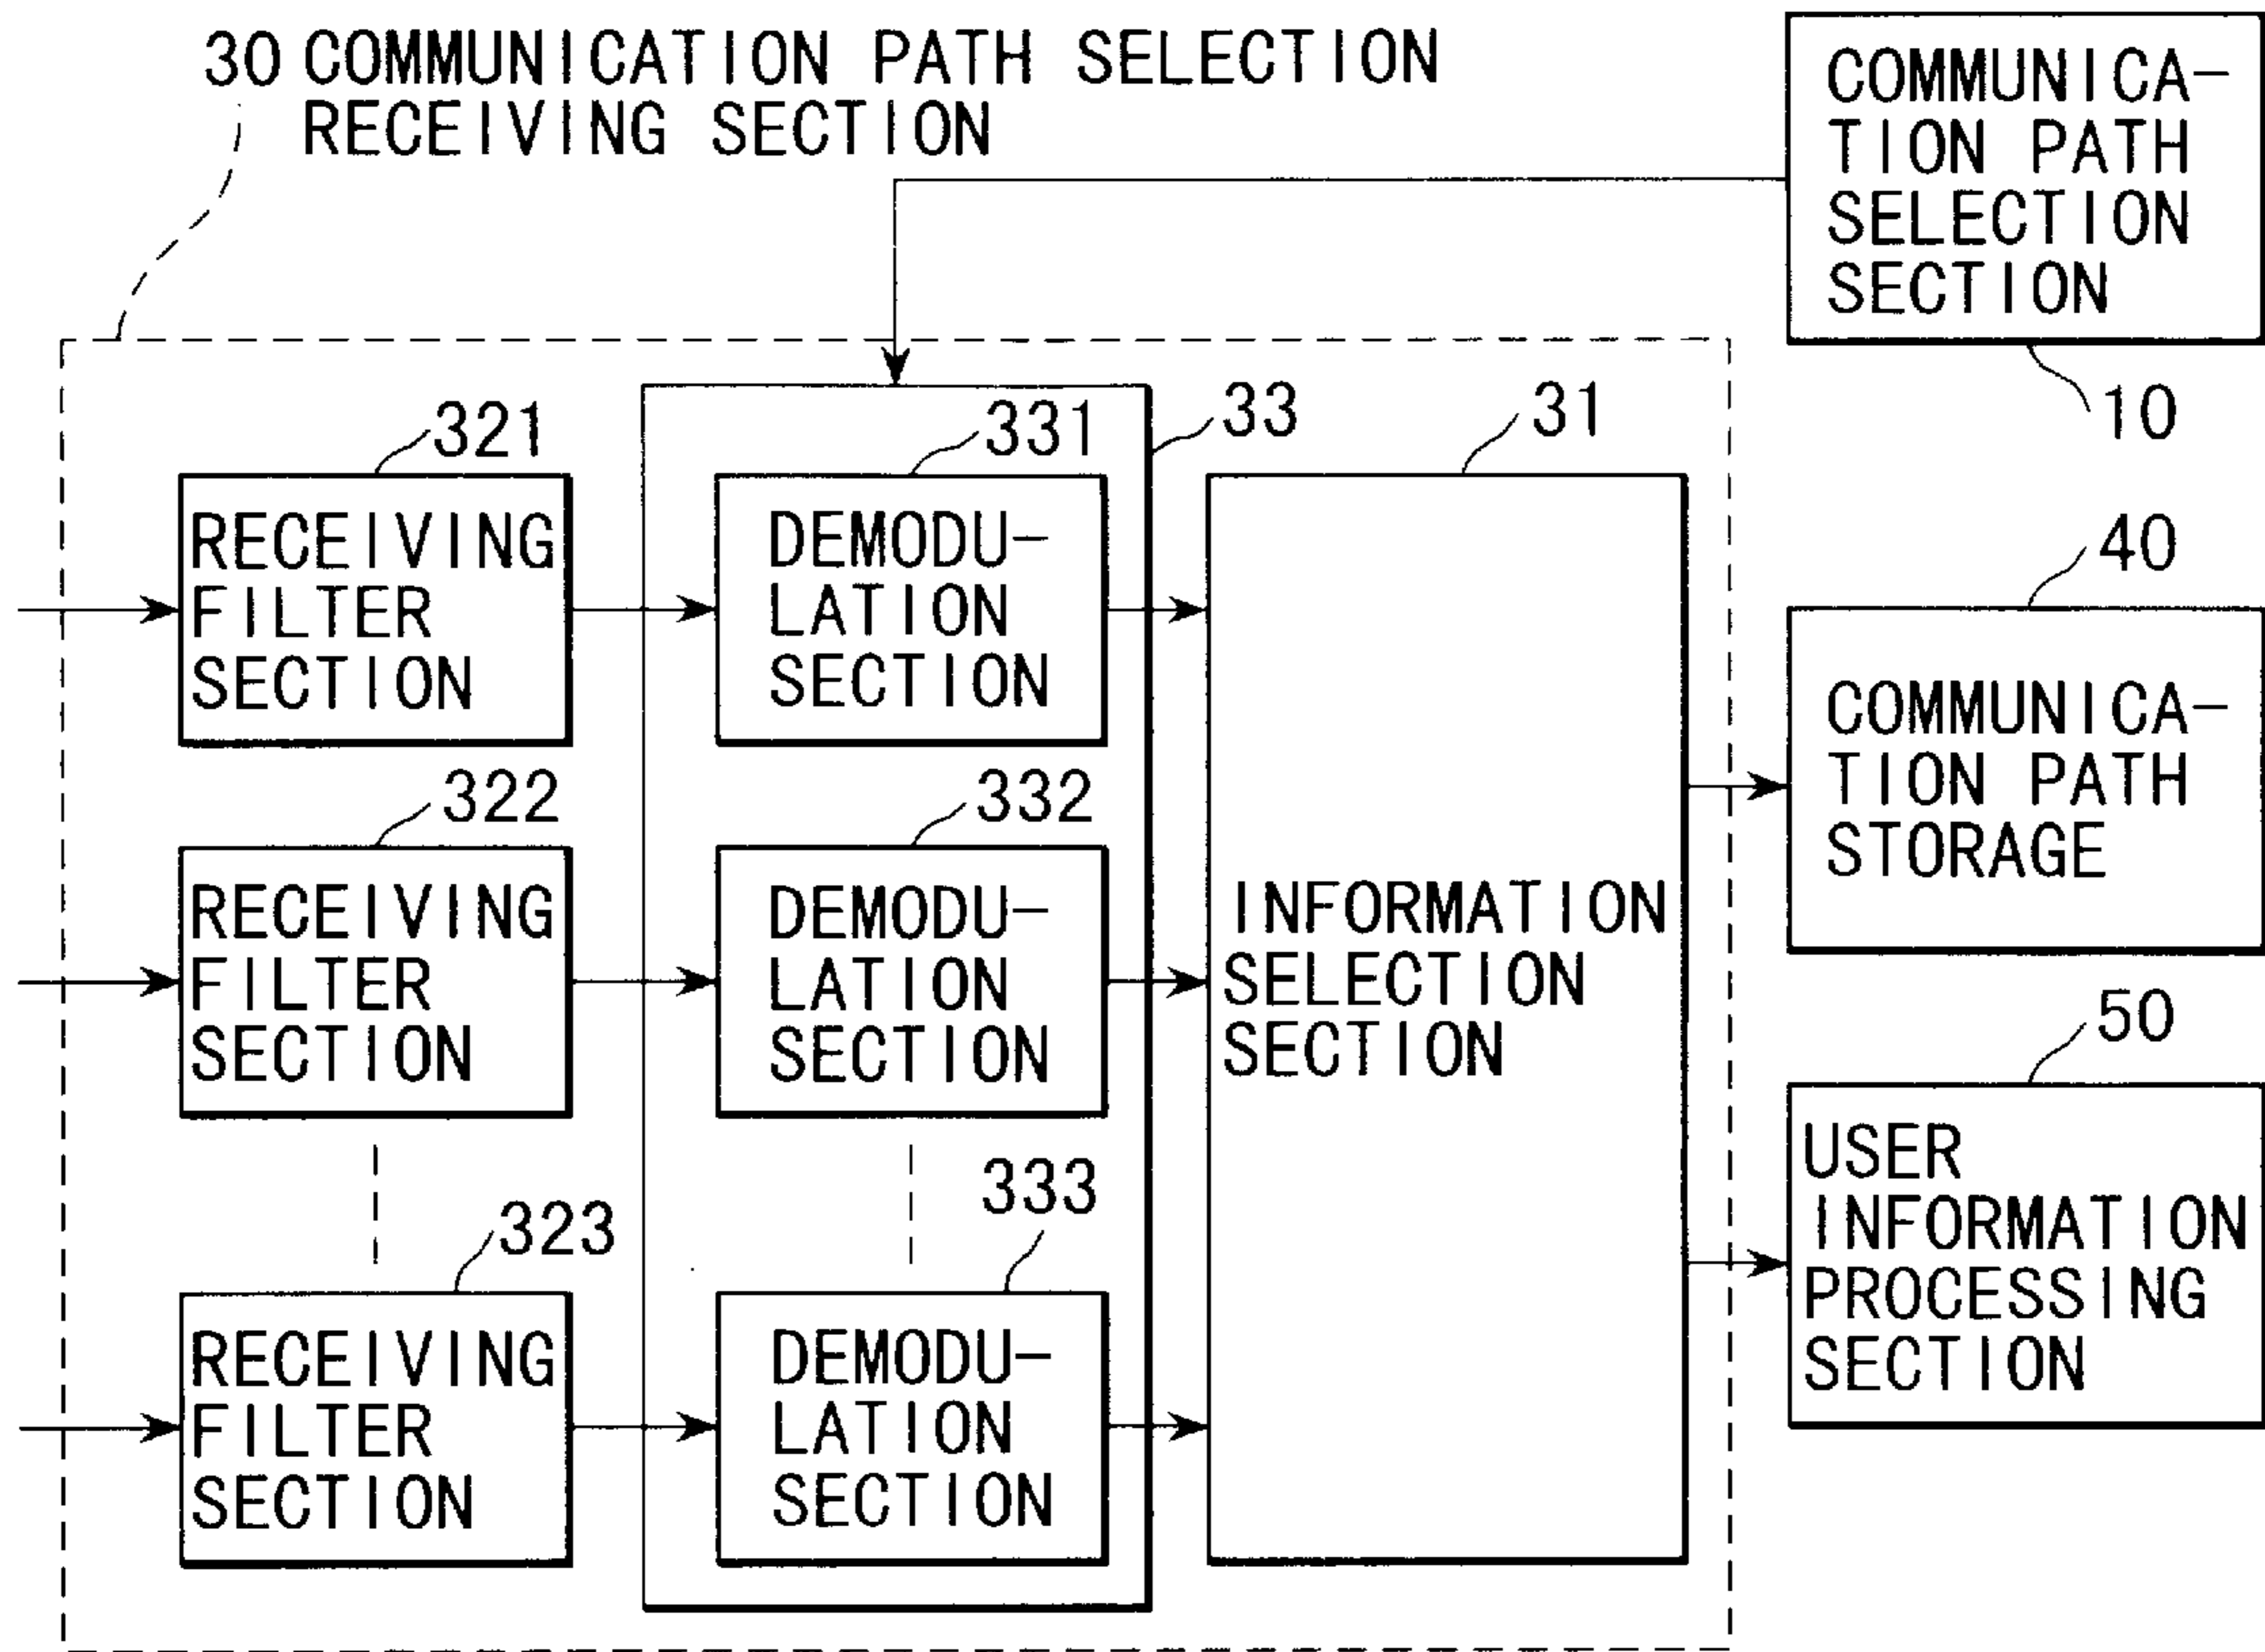 30 COMMUNICATION PATH SELECTION
RECEIVING SECTION
COMMUNICA-
TION PATH
SELECTION
SECTION
10
321
RECEIVING
FILTER
SECTION
331
DEMODU-
LATION
SECTION
33
31
322
RECEIVING
FILTER
SECTION
332
DEMODU-
LATION
SECTION
INFORMATION
SELECTION
SECTION
40
COMMUNICA-
TION PATH
STORAGE
323
RECEIVING
FILTER
SECTION
333
DEMODU-
LATION
SECTION
50
USER
INFORMATION
PROCESSING
SECTION